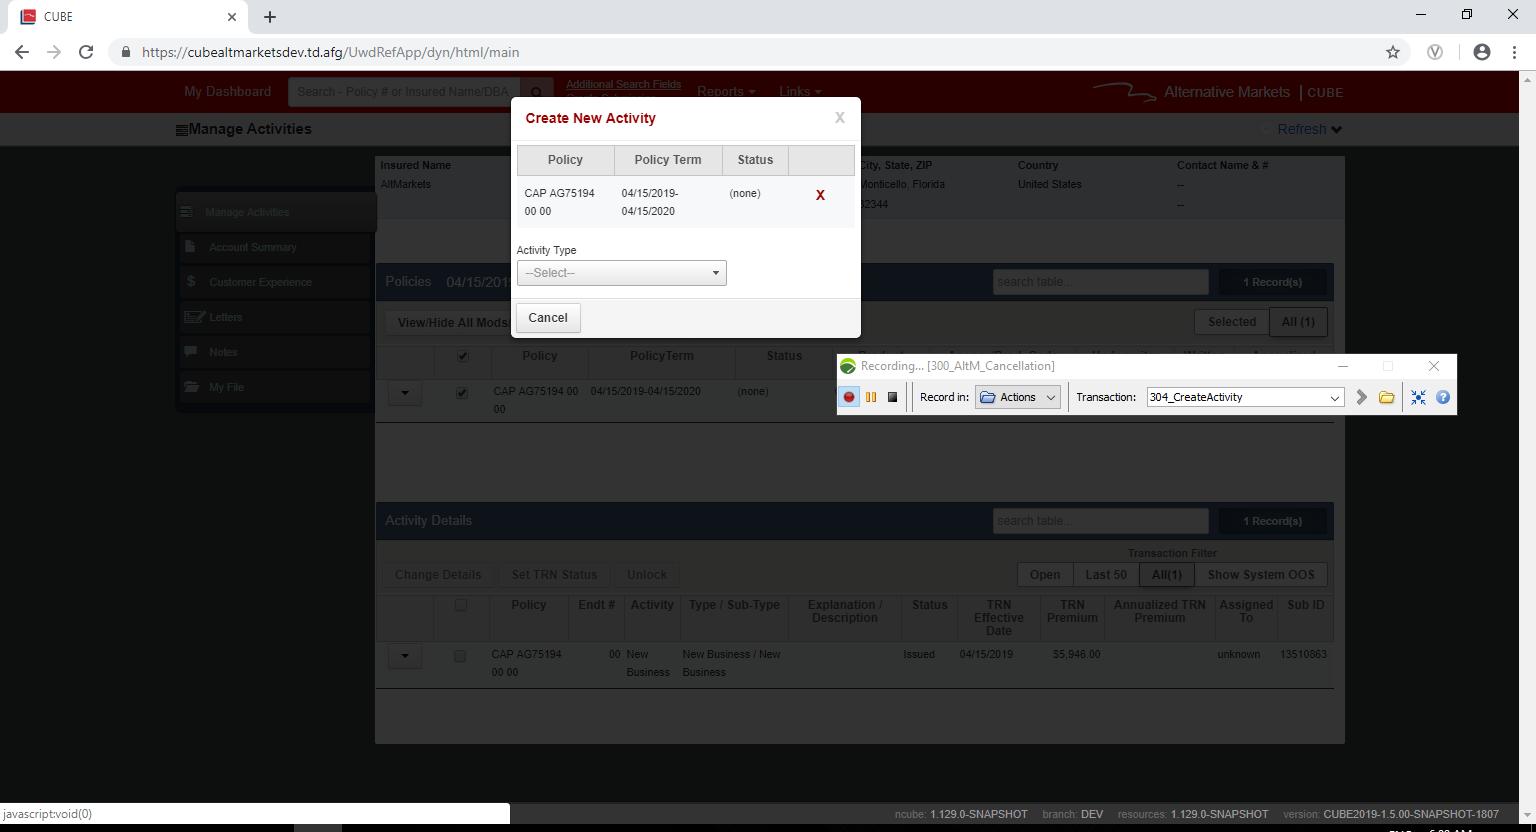 CUBE
https://cubealtmarketsdev.td.afg/UwdRefApp/dyn/html/main
My Dashboard
Search - Policy # or Insured Name/DBA
Additional Search Fields
Reports
Links
Alternative Markets | CUBE
Manage Activities
Refresh
Create New Activity
X
Policy Policy Term Status
CAP AG75194 04/15/2019- (none) X
00 00 04/15/2020
Activity Type
--Select--
Cancel
Insured Name
AltMarkets
City, State, ZIP
Monticello, Florida
32344
Country
United States
Contact Name & #
--
--
Manage Activities
Account Summary
Customer Experience
Letters
Notes
My File
Policies 04/15/201
search table...
1 Record(s)
View/Hide All Mods
Selected
All (1)
Policy PolicyTerm Status
CAP AG75194 00 04/15/2019-04/15/2020 (none)
00
Recording... [300_AltM_Cancellation]
Record in: Actions Transaction: 304_CreateActivity
Activity Details
search table...
1 Record(s)
Transaction Filter
Change Details Set TRN Status Unlock
Open Last 50 All(1) Show System OOS
Policy Endt # Activity Type / Sub-Type Explanation / Status TRN TRN Annualized TRN Assigned Sub ID
Description Effective Premium Premium To
Date
CAP AG75194 00 New New Business / New Issued 04/15/2019 $5,946.00 unknown 13510863
00 00 Business Business
javascript:void(0)
ncube: 1.129.0-SNAPSHOT branch: DEV resources: 1.129.0-SNAPSHOT version: CUBE2019-1.5.00-SNAPSHOT-1807